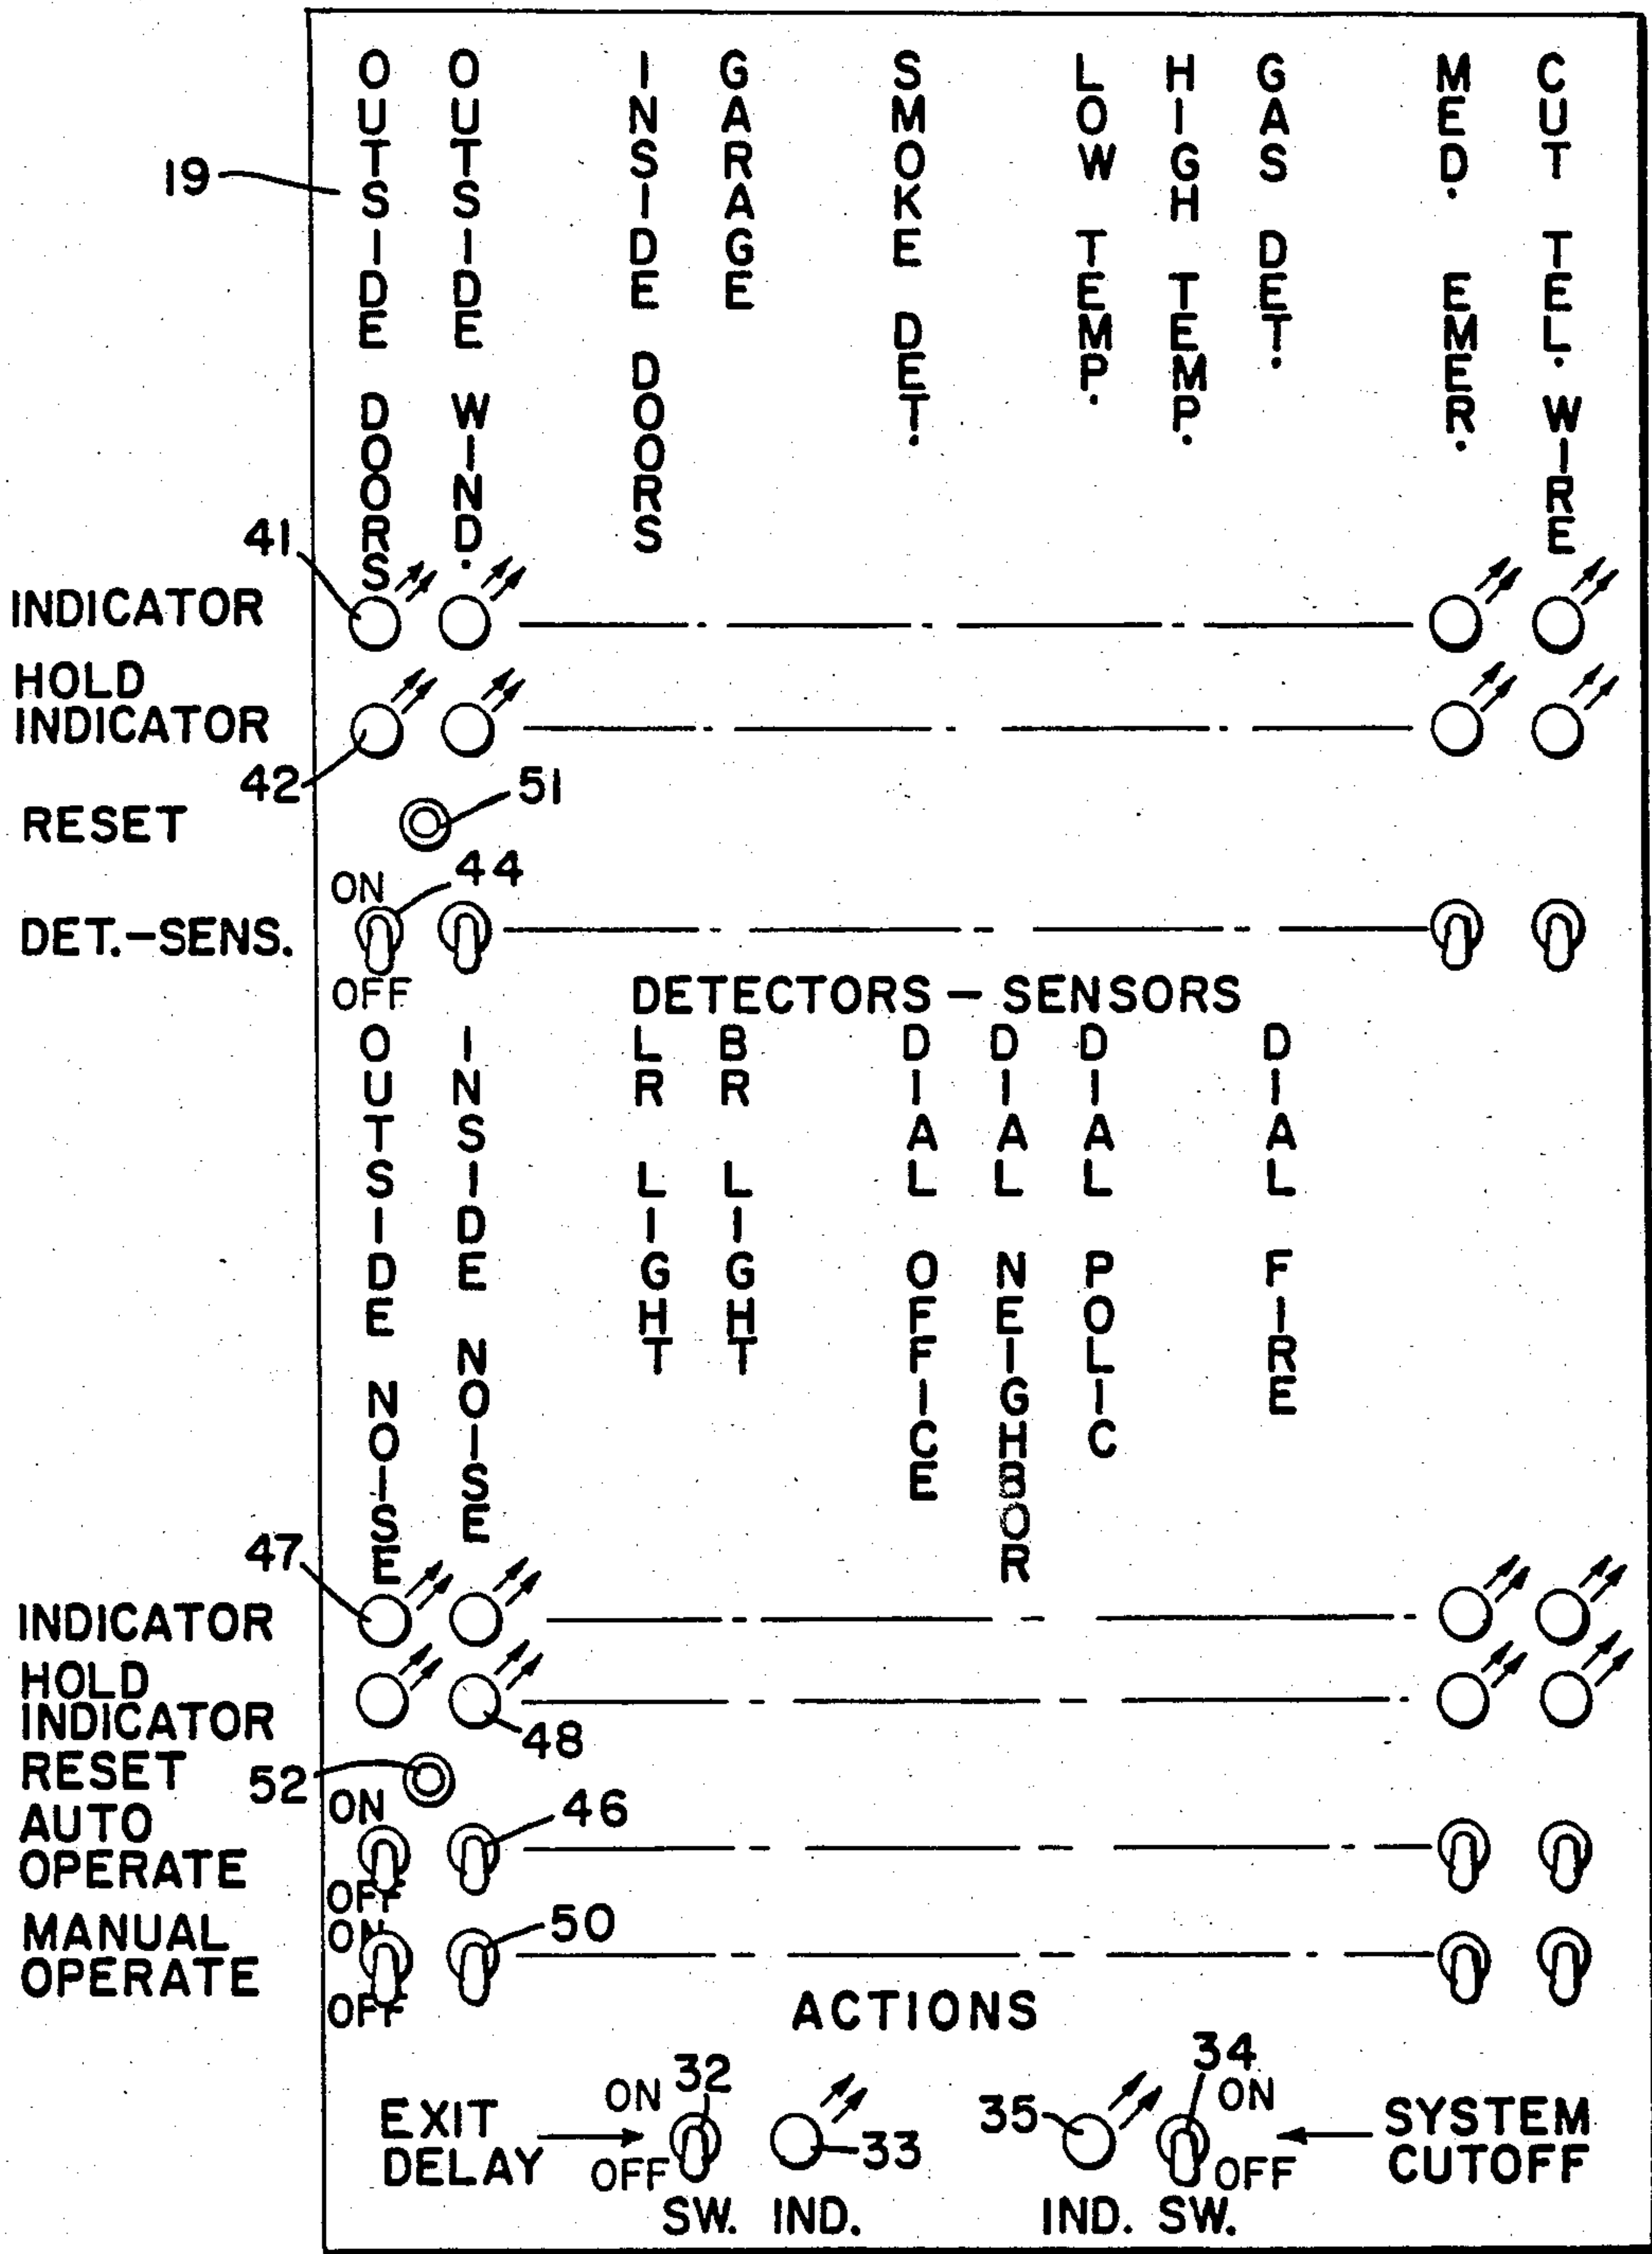 OUTSIDE DOORS
OUTSIDE WIND.
INSIDE DOORS
GARAGE
SMOKE DET.
LOW TEMP.
HIGH TEMP.
GAS DET.
MED. EMER.
CUT TEL. WIRE
19
41
INDICATOR
HOLD
INDICATOR
42
RESET
51
ON
44
DET.-SENS.
OFF
DETECTORS - SENSORS
OUTSIDE NOISE
INSIDE NOISE
LR LIGHT
BR LIGHT
DIAL OFFICE
DIAL NEIGHBOR
DIAL POLIC
DIAL FIRE
47
INDICATOR
HOLD
INDICATOR
48
RESET
52
ON
AUTO
OPERATE
46
OFF
MANUAL
OPERATE
ON
50
OFF
ACTIONS
EXIT
DELAY
ON
32
OFF
33
35
34
ON
OFF
SYSTEM
CUTOFF
SW. IND.
IND. SW.